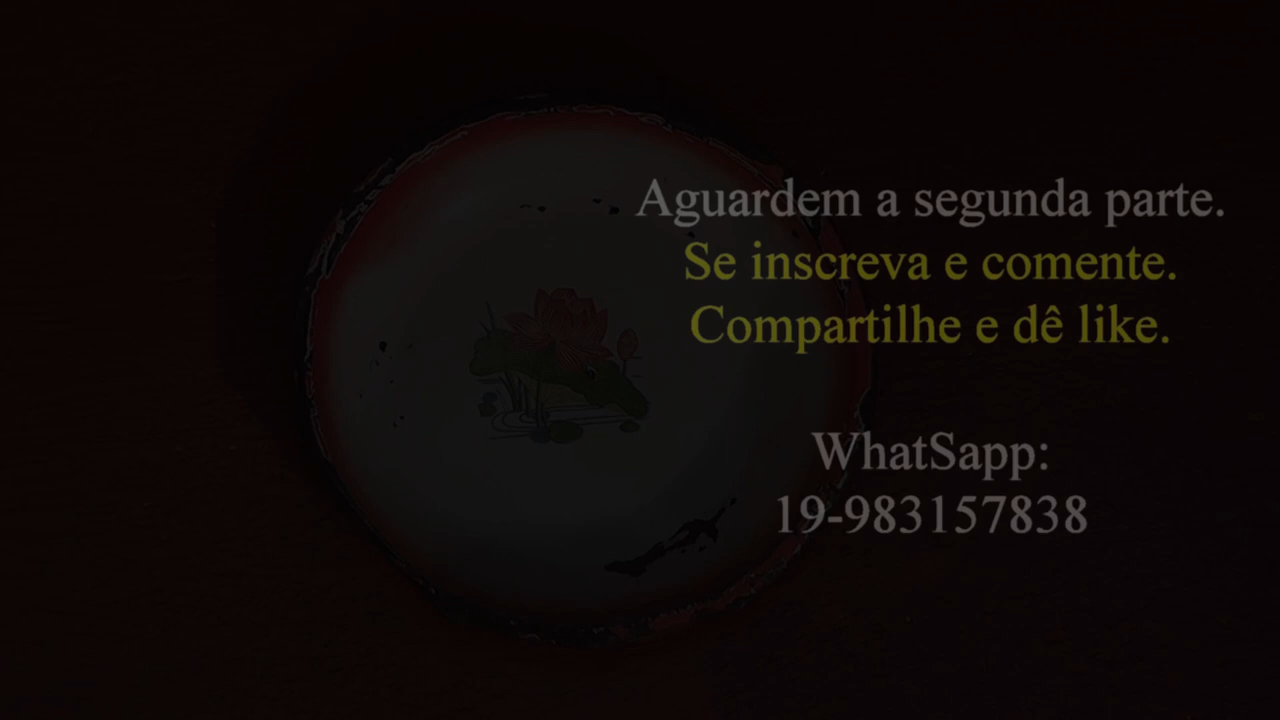 Aguardem a segunda parte.
Se inscreva e comente.
Compartilhe e dê like.
WhatSapp:
19-983157838